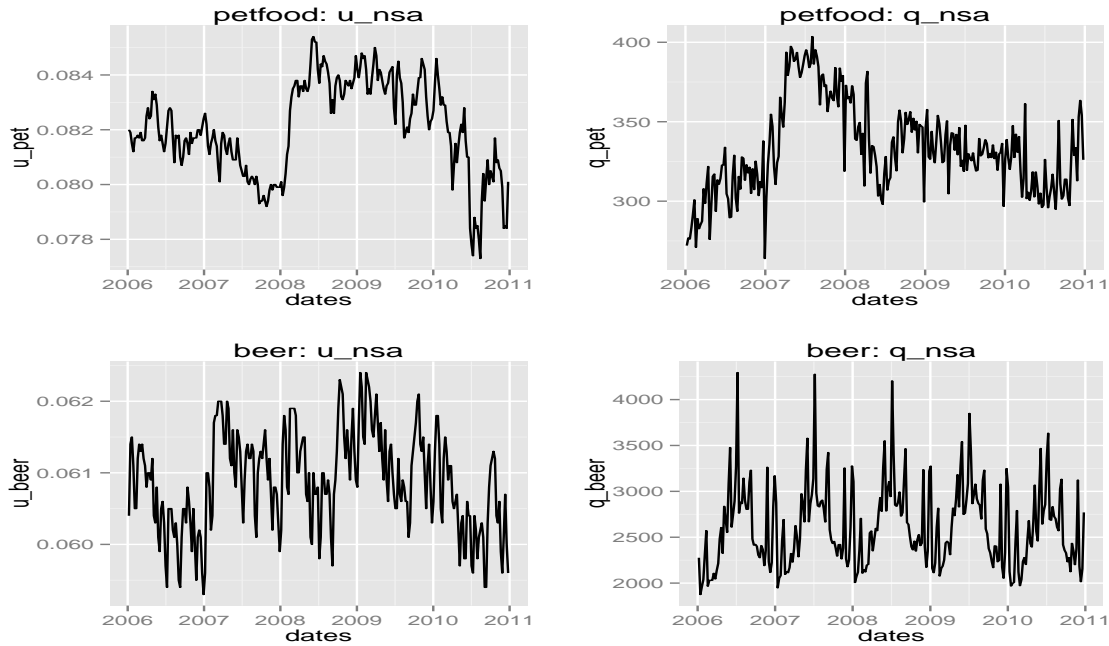 petfood: u_nsa
u_pet
0.084
0.082
0.080
0.078
2006 2007 2008 2009 2010 2011
dates
petfood: q_nsa
q_pet
400
350
300
2006 2007 2008 2009 2010 2011
dates
beer: u_nsa
u_beer
0.062
0.061
0.060
2006 2007 2008 2009 2010 2011
dates
beer: q_nsa
q_beer
4000
3500
3000
2500
2000
2006 2007 2008 2009 2010 2011
dates